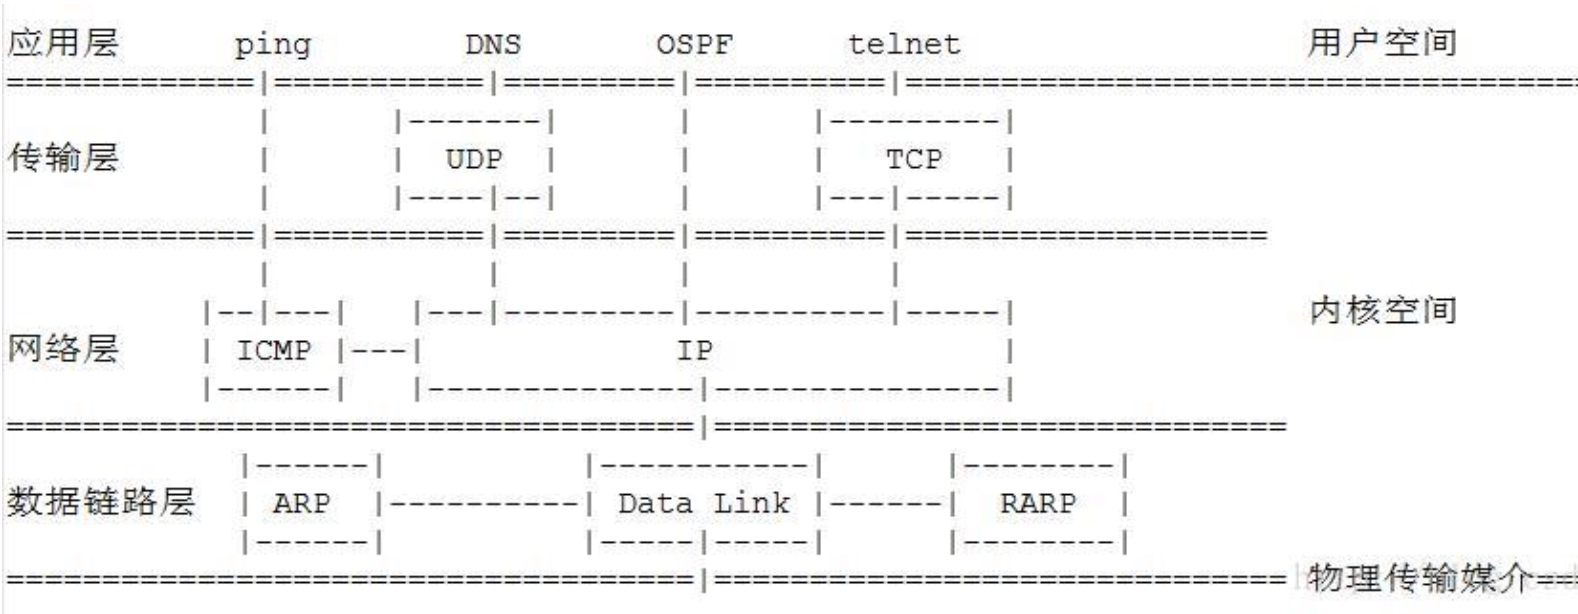 应用层 ping DNS OSPF telnet 用户空间
传输层 UDP TCP
内核空间
网络层 ICMP IP
数据链路层 ARP Data Link RARP
物理传输媒介